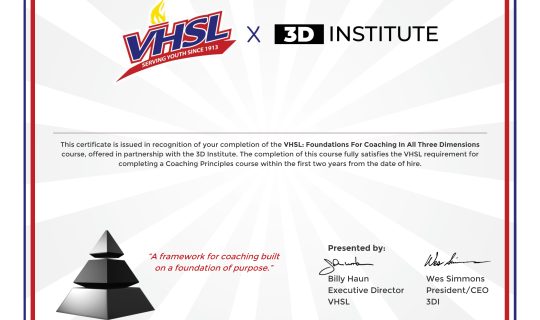 VHSL
SERVING YOUTH SINCE 1913
X 3D INSTITUTE
This certificate is issued in recognition of your completion of the VHSL: Foundations For Coaching In All Three Dimensions
course, offered in partnership with the 3D Institute. The completion of this course fully satisfies the VHSL requirement for
completing a Coaching Principles course within the first two years from the date of hire.
"A framework for coaching built
on a foundation of purpose."
Presented by:
Billy Haun
Executive Director
VHSL
Wes Simmons
President/CEO
3DI